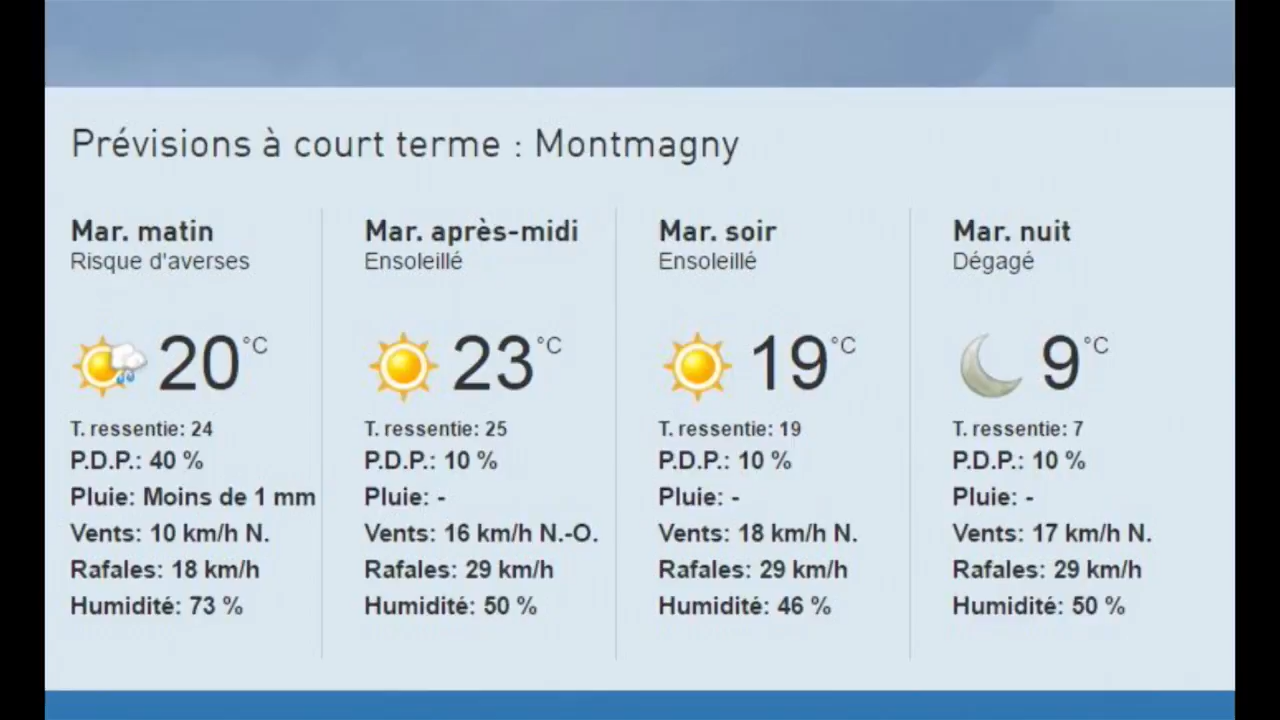 Prévisions à court terme : Montmagny
Mar. matin
Risque d'averses
20 °C
T. ressentie: 24
P.D.P.: 40 %
Pluie: Moins de 1 mm
Vents: 10 km/h N.
Rafales: 18 km/h
Humidité: 73 %
Mar. après-midi
Ensoleillé
23 °C
T. ressentie: 25
P.D.P.: 10 %
Pluie: -
Vents: 16 km/h N.-O.
Rafales: 29 km/h
Humidité: 50 %
Mar. soir
Ensoleillé
19 °C
T. ressentie: 19
P.D.P.: 10 %
Pluie: -
Vents: 18 km/h N.
Rafales: 29 km/h
Humidité: 46 %
Mar. nuit
Dégagé
9 °C
T. ressentie: 7
P.D.P.: 10 %
Pluie: -
Vents: 17 km/h N.
Rafales: 29 km/h
Humidité: 50 %